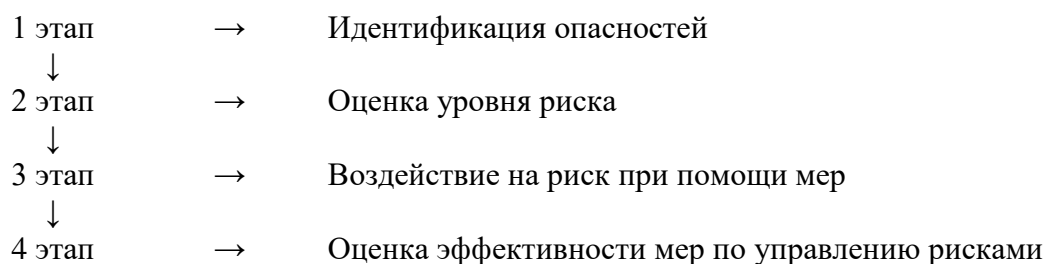 1 этап → Идентификация опасностей
↓
2 этап → Оценка уровня риска
↓
3 этап → Воздействие на риск при помощи мер
↓
4 этап → Оценка эффективности мер по управлению рисками